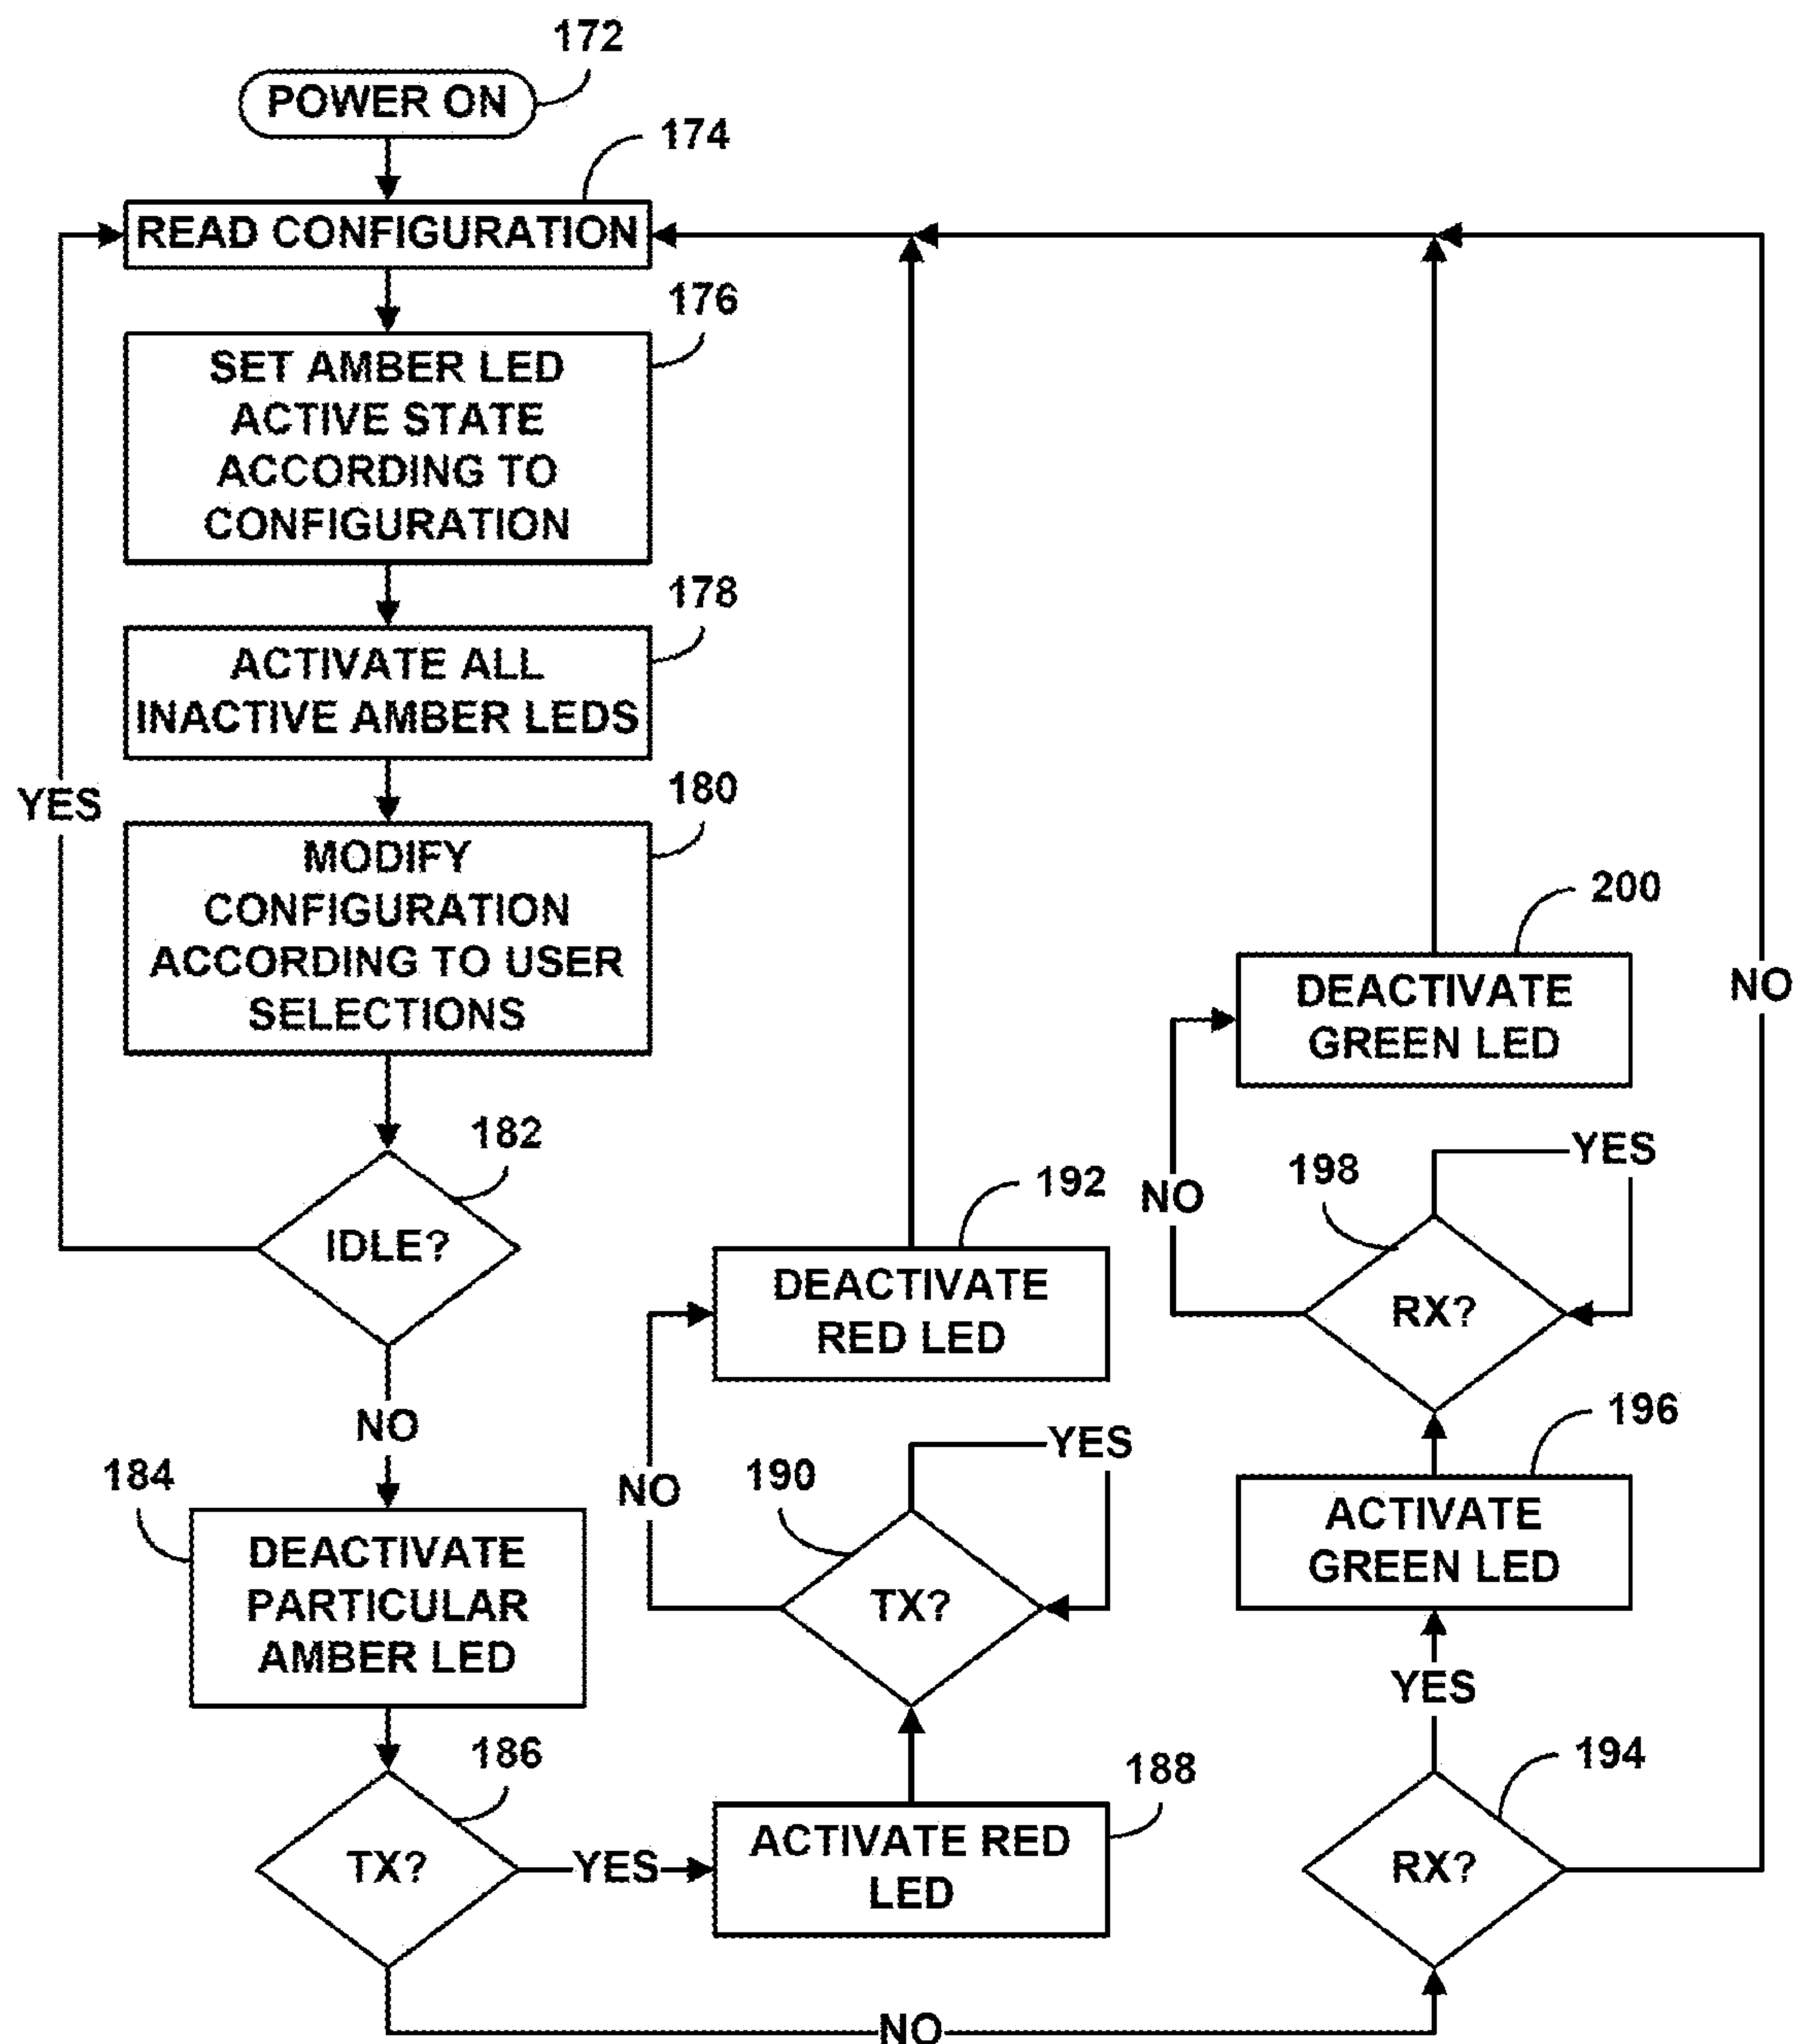 172
POWER ON
174
READ CONFIGURATION
176
SET AMBER LED
ACTIVE STATE
ACCORDING TO
CONFIGURATION
178
ACTIVATE ALL
INACTIVE AMBER LEDS
YES
180
MODIFY
CONFIGURATION
ACCORDING TO USER
SELECTIONS
182
IDLE?
NO
184
DEACTIVATE
PARTICULAR
AMBER LED
186
TX?
YES
188
ACTIVATE RED
LED
190
TX?
YES
NO
192
DEACTIVATE
RED LED
NO
194
RX?
YES
NO
196
ACTIVATE
GREEN LED
198
RX?
YES
NO
200
DEACTIVATE
GREEN LED